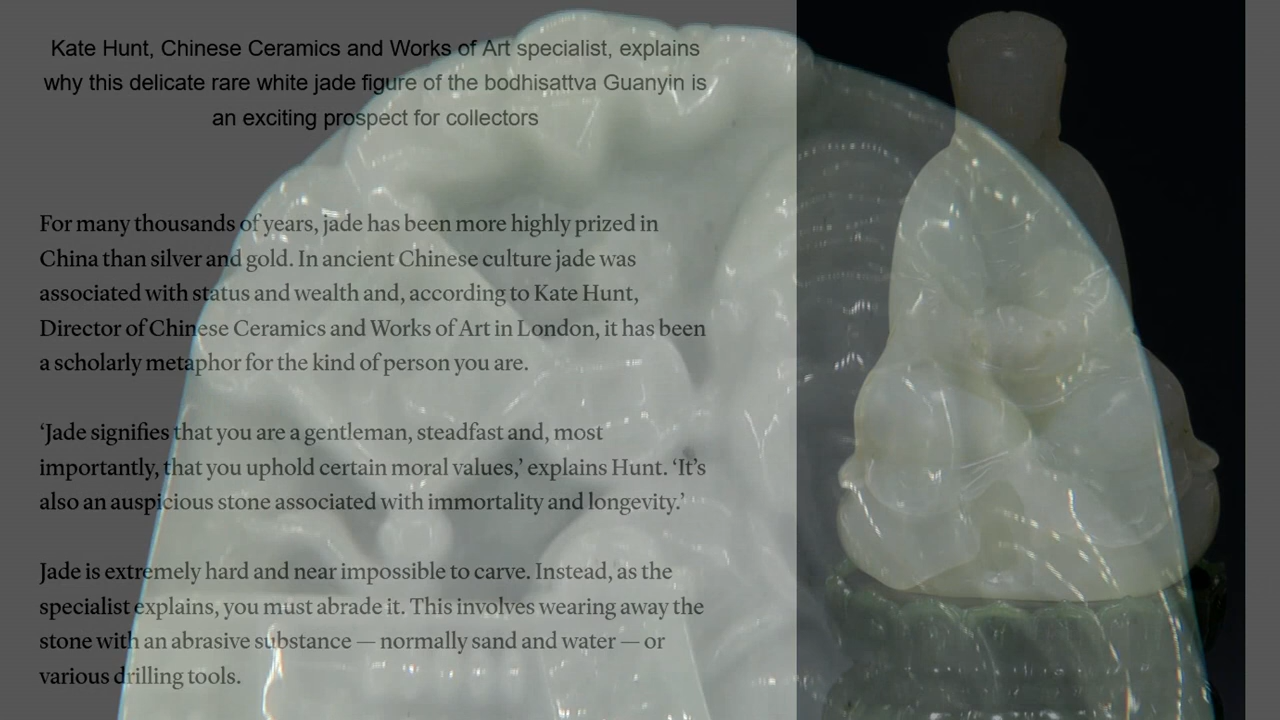 Kate Hunt, Chinese Ceramics and Works of Art specialist, explains
why this delicate rare white jade figure of the bodhisattva Guanyin is
an exciting prospect for collectors
For many thousands of years, jade has been more highly prized in
China than silver and gold. In ancient Chinese culture jade was
associated with status and wealth and, according to Kate Hunt,
Director of Chinese Ceramics and Works of Art in London, it has been
a scholarly metaphor for the kind of person you are.
‘Jade signifies that you are a gentleman, steadfast and, most
importantly, that you uphold certain moral values,’ explains Hunt. ‘It’s
also an auspicious stone associated with immortality and longevity.’
Jade is extremely hard and near impossible to carve. Instead, as the
specialist explains, you must abrade it. This involves wearing away the
stone with an abrasive substance — normally sand and water — or
various drilling tools.